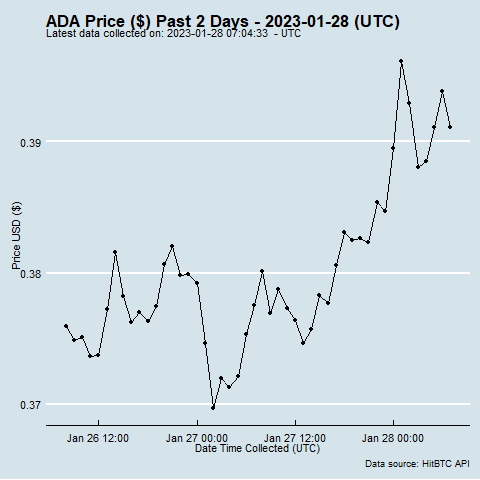 ADA Price ($) Past 2 Days - 2023-01-28 (UTC)
Latest data collected on: 2023-01-28 07:04:33  - UTC
Price USD ($)
0.39
0.38
0.37
Jan 26 12:00
Jan 27 00:00
Jan 27 12:00
Jan 28 00:00
Date Time Collected (UTC)
Data source: HitBTC API